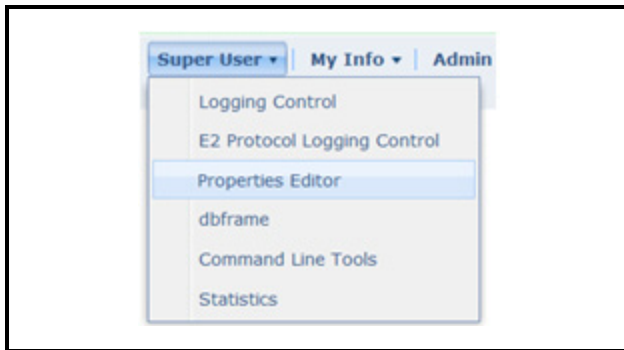 Super User ▾ My Info ▾ Admin
Logging Control
E2 Protocol Logging Control
Properties Editor
dbframe
Command Line Tools
Statistics